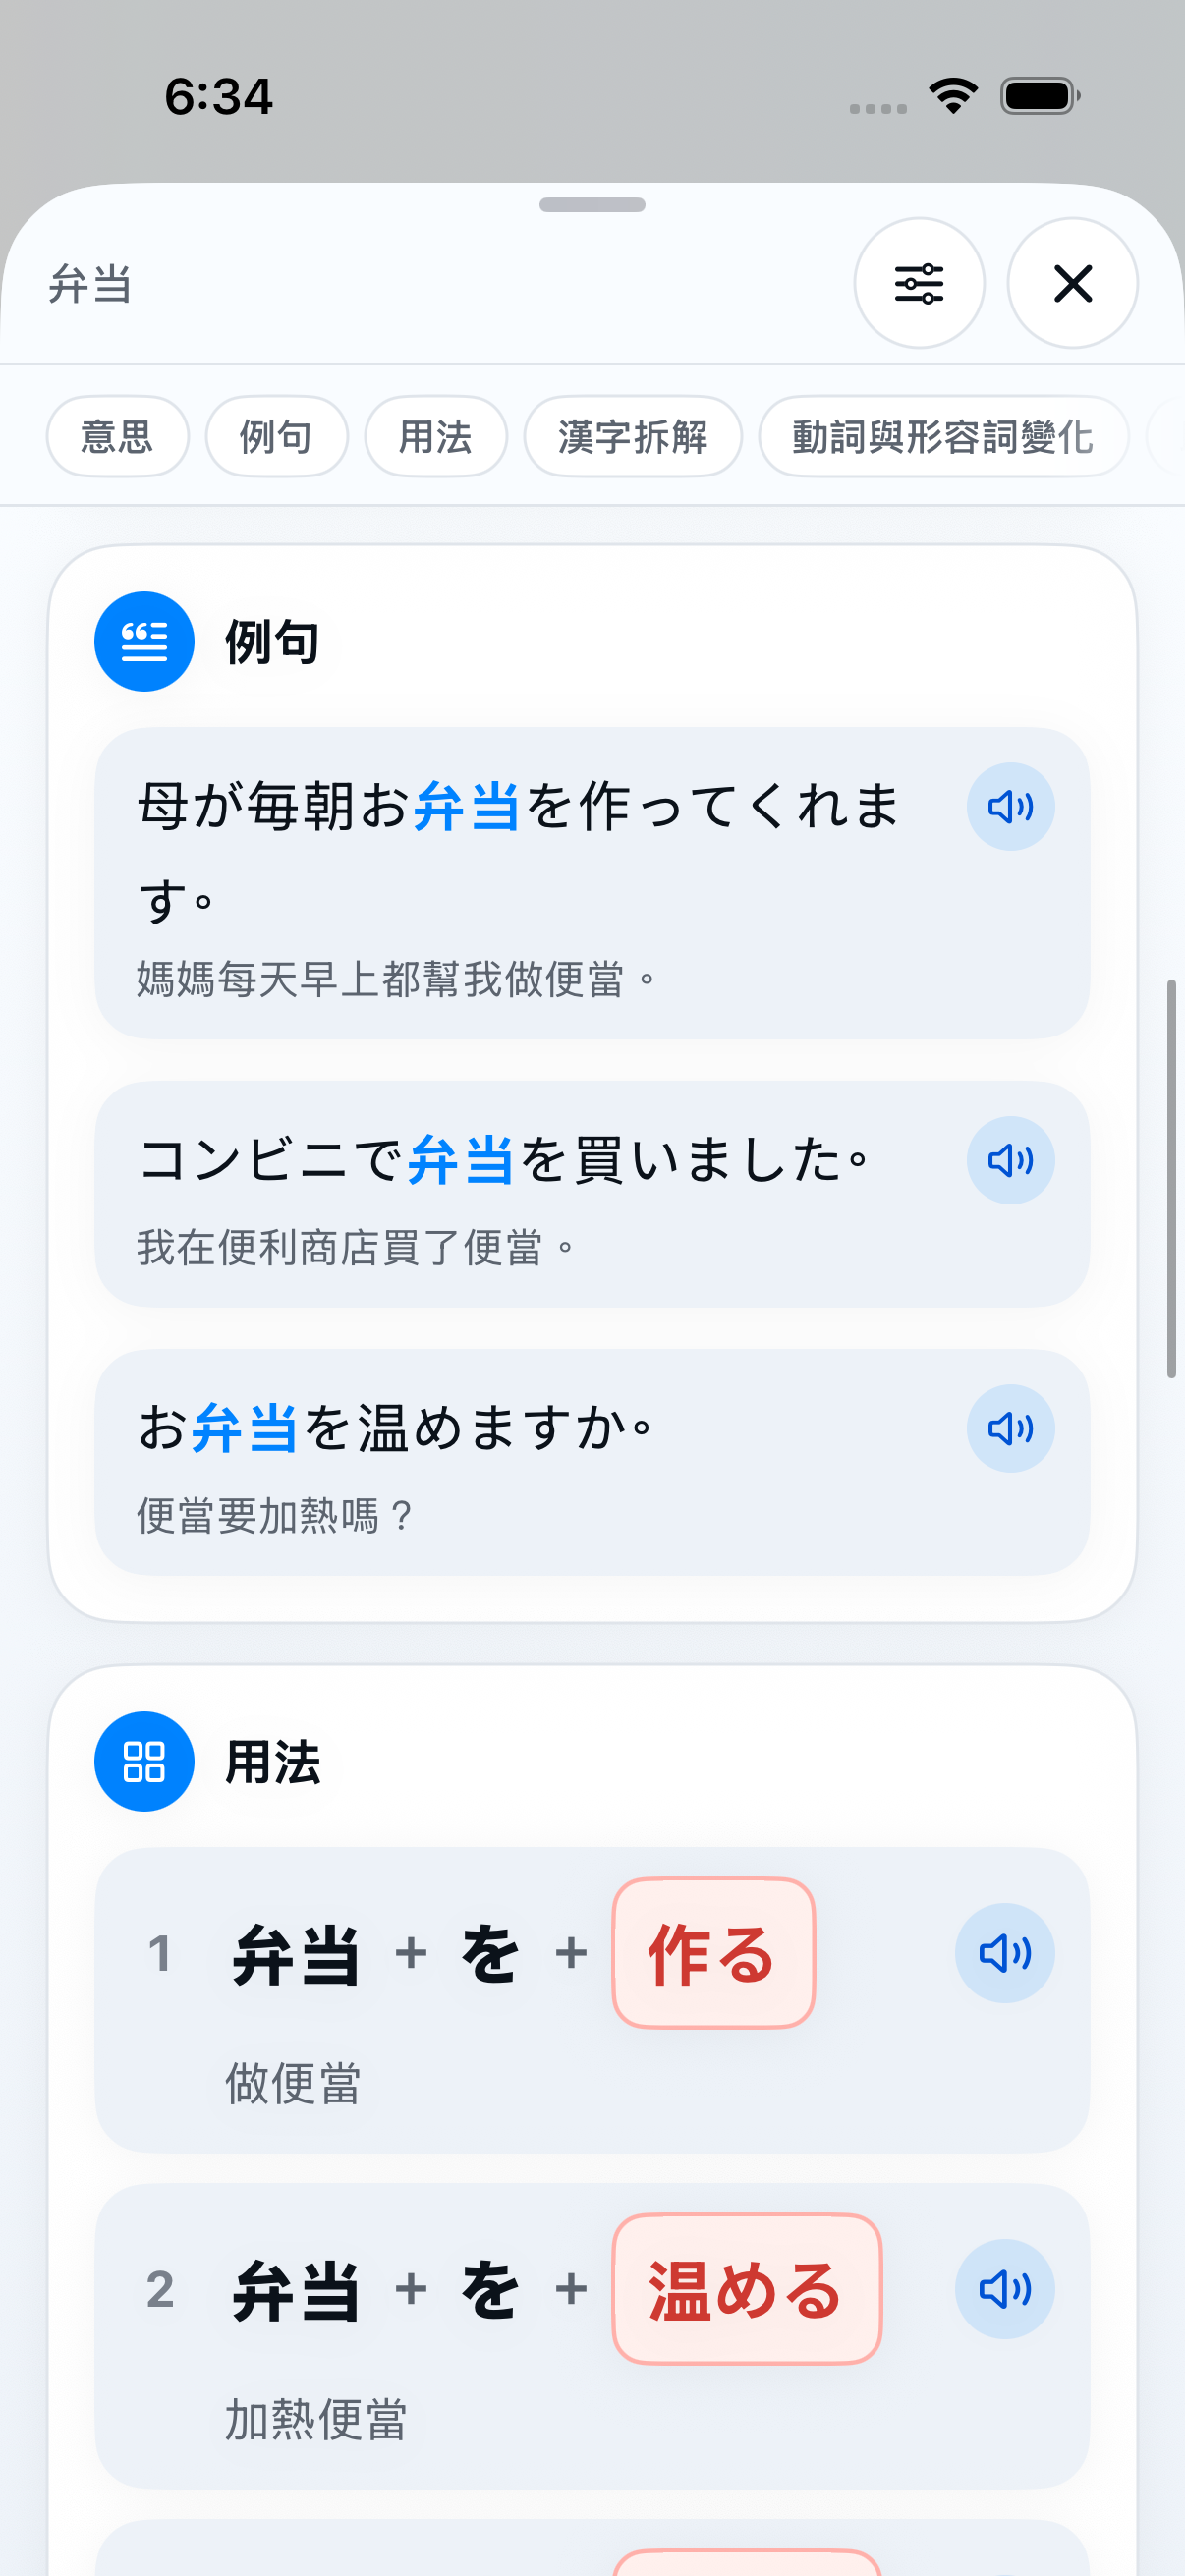 6:34
弁当
意思 例句 用法 漢字拆解 動詞與形容詞變化
例句
母が毎朝お弁当を作ってくれま
す。
媽媽每天早上都幫我做便當。
コンビニで弁当を買いました。
我在便利商店買了便當。
お弁当を温めますか。
便當要加熱嗎？
用法
1 弁当 + を + 作る
做便當
2 弁当 + を + 温める
加熱便當